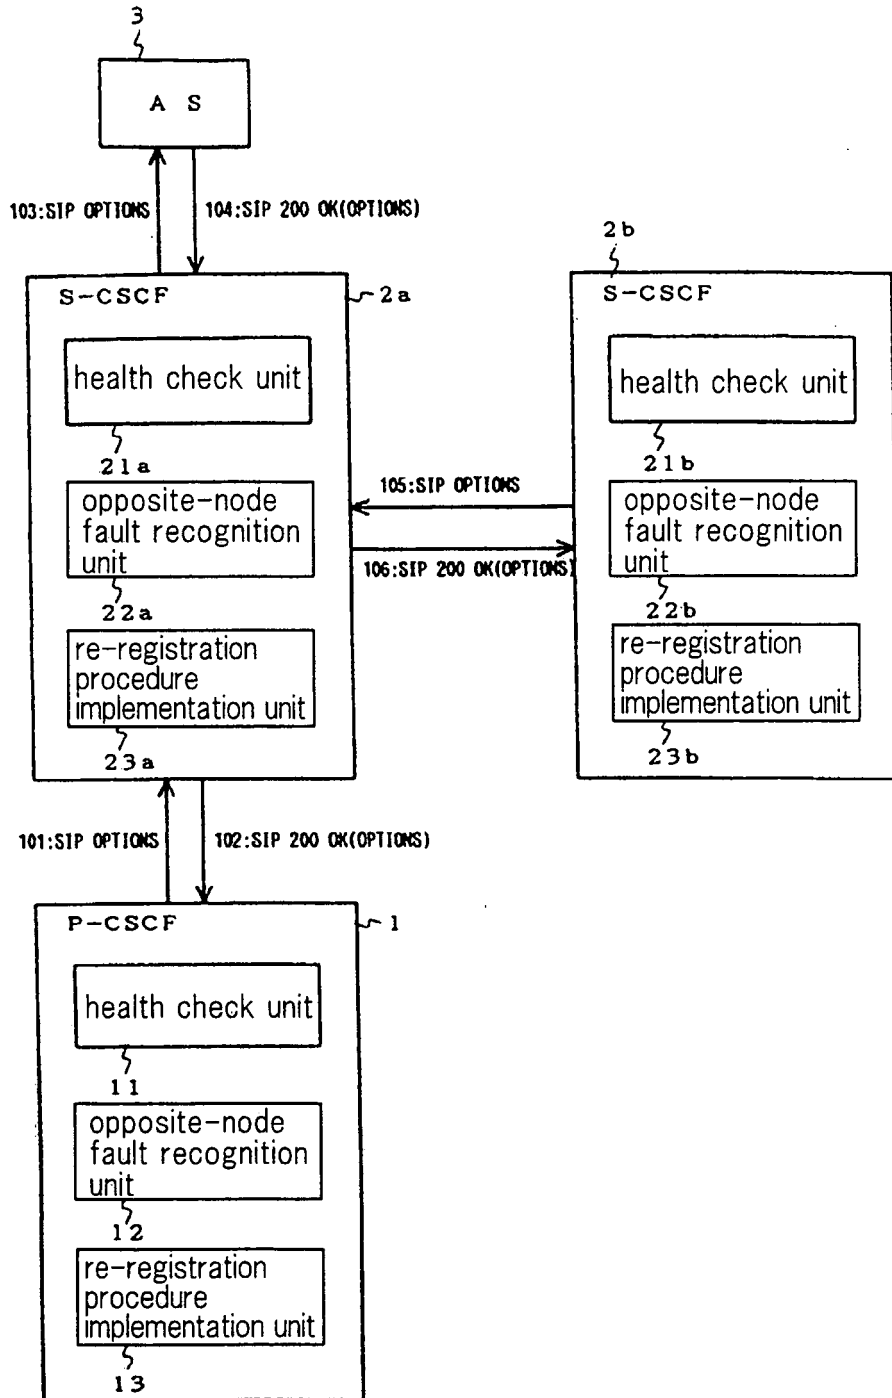 3
A S
103:SIP OPTIONS
104:SIP 200 OK(OPTIONS)
S-CSCF
2a
health check unit
21a
opposite-node
fault recognition
unit
22a
re-registration
procedure
implementation unit
23a
2b
S-CSCF
health check unit
21b
opposite-node
fault recognition
unit
22b
re-registration
procedure
implementation unit
23b
105:SIP OPTIONS
106:SIP 200 OK(OPTIONS)
101:SIP OPTIONS
102:SIP 200 OK(OPTIONS)
P-CSCF
1
health check unit
11
opposite-node
fault recognition
unit
12
re-registration
procedure
implementation unit
13